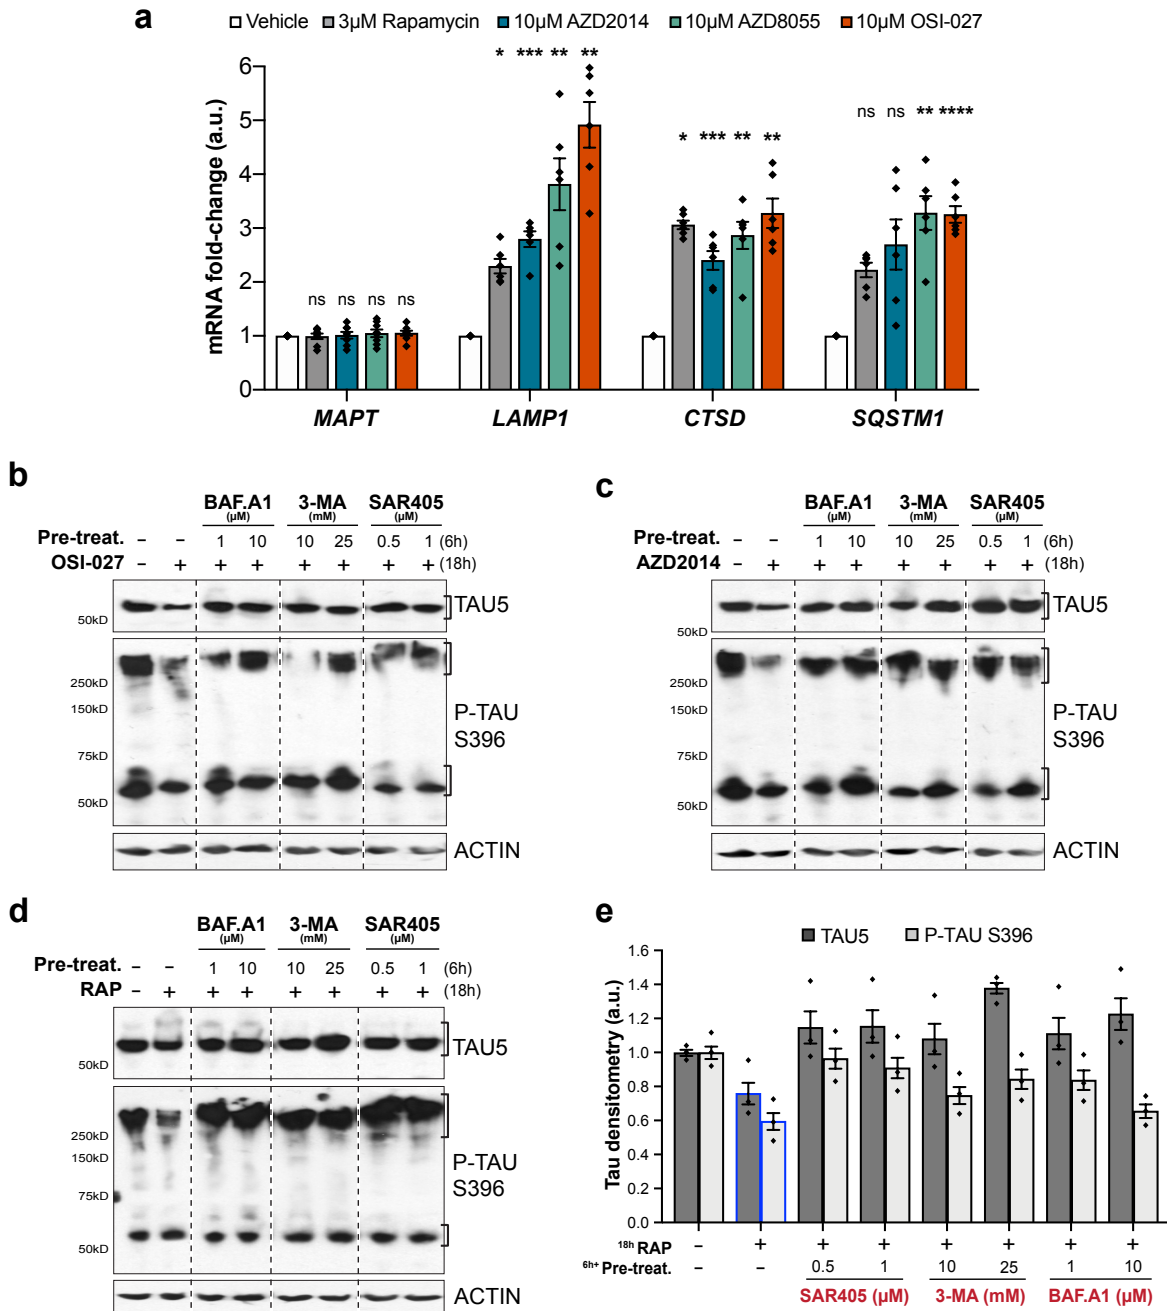 a
Vehicle 3µM Rapamycin 10µM AZD2014 10µM AZD8055 10µM OSI-027
* *** ** **
* *** ** **
ns ns ** ****
ns ns ns ns
mRNA fold-change (a.u.)
6
5
4
3
2
1
0
MAPT LAMP1 CTSD SQSTM1
b
BAF.A1 3-MA SAR405
(µM) (mM) (µM)
Pre-treat. – – 1 10 10 25 0.5 1 (6h)
OSI-027 – + + + + + + + (18h)
TAU5
50kD
250kD
150kD
P-TAU
S396
75kD
50kD
ACTIN
c
BAF.A1 3-MA SAR405
(µM) (mM) (µM)
Pre-treat. – – 1 10 10 25 0.5 1 (6h)
AZD2014 – + + + + + + + (18h)
TAU5
50kD
250kD
150kD
P-TAU
S396
75kD
50kD
ACTIN
d
BAF.A1 3-MA SAR405
(µM) (mM) (µM)
Pre-treat. – – 1 10 10 25 0.5 1 (6h)
RAP – + + + + + + + (18h)
TAU5
50kD
250kD
150kD
P-TAU
S396
75kD
50kD
ACTIN
e
TAU5 P-TAU S396
Tau densitometry (a.u.)
1.6
1.4
1.2
1.0
0.8
0.6
0.4
0.2
0.0
18h RAP – + + + + + + +
6h+ Pre-treat. – – 0.5 1 10 25 1 10
SAR405 (µM) 3-MA (mM) BAF.A1 (µM)